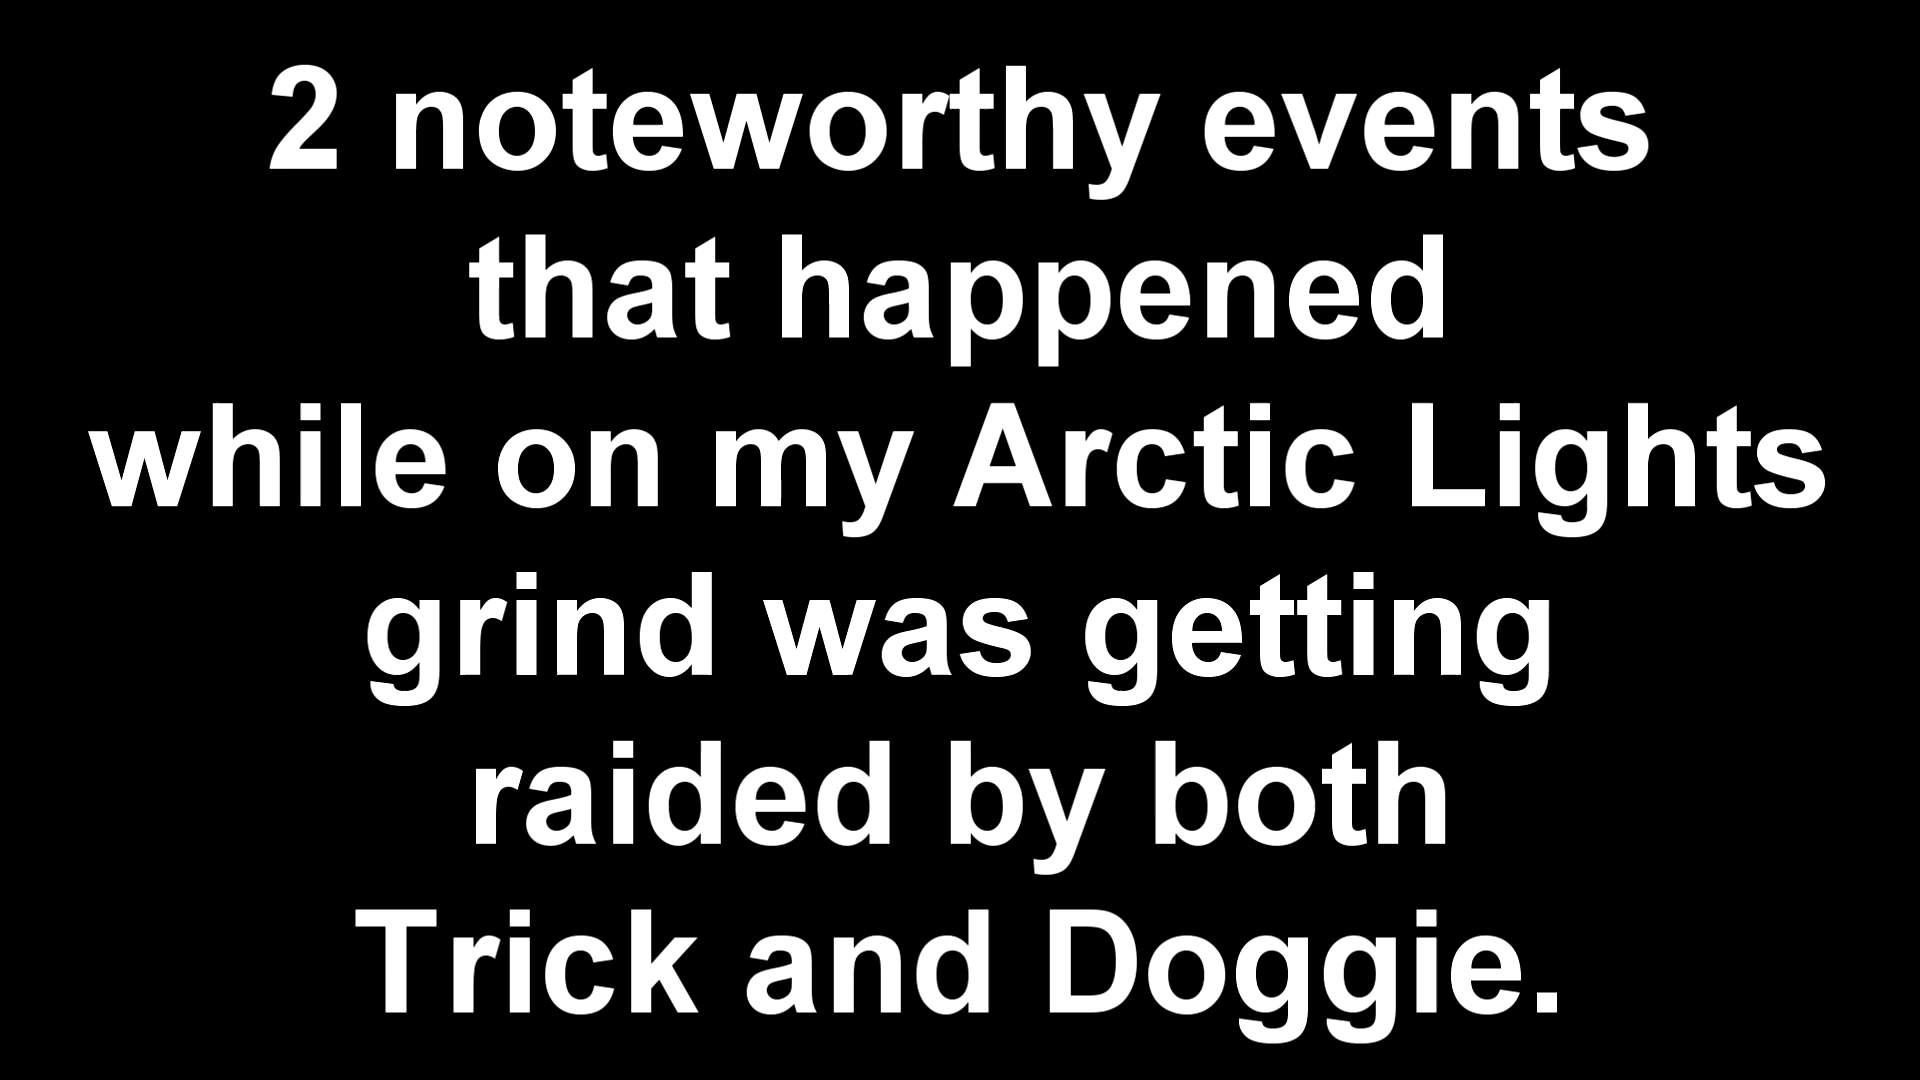 2 noteworthy events
that happened
while on my Arctic Lights
grind was getting
raided by both
Trick and Doggie.